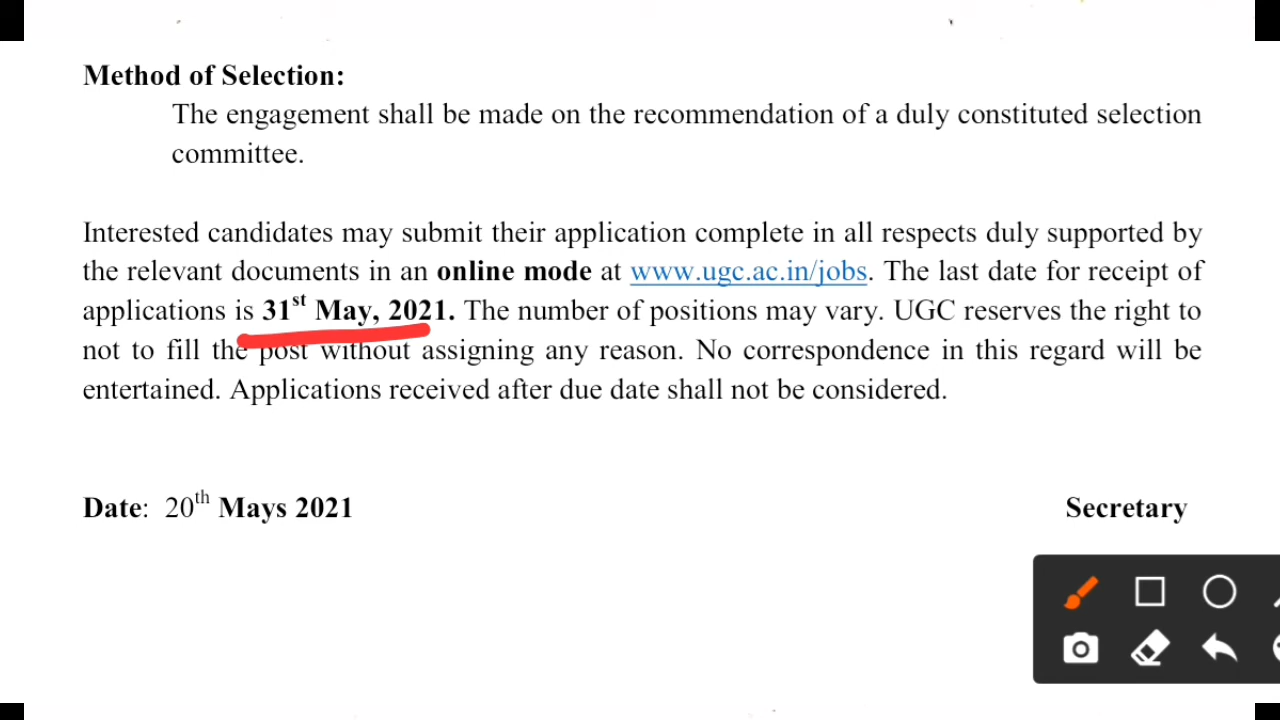 Method of Selection:
The engagement shall be made on the recommendation of a duly constituted selection
committee.
Interested candidates may submit their application complete in all respects duly supported by
the relevant documents in an online mode at www.ugc.ac.in/jobs. The last date for receipt of
applications is 31st May, 2021. The number of positions may vary. UGC reserves the right to
not to fill the post without assigning any reason. No correspondence in this regard will be
entertained. Applications received after due date shall not be considered.
Date: 20th Mays 2021
Secretary